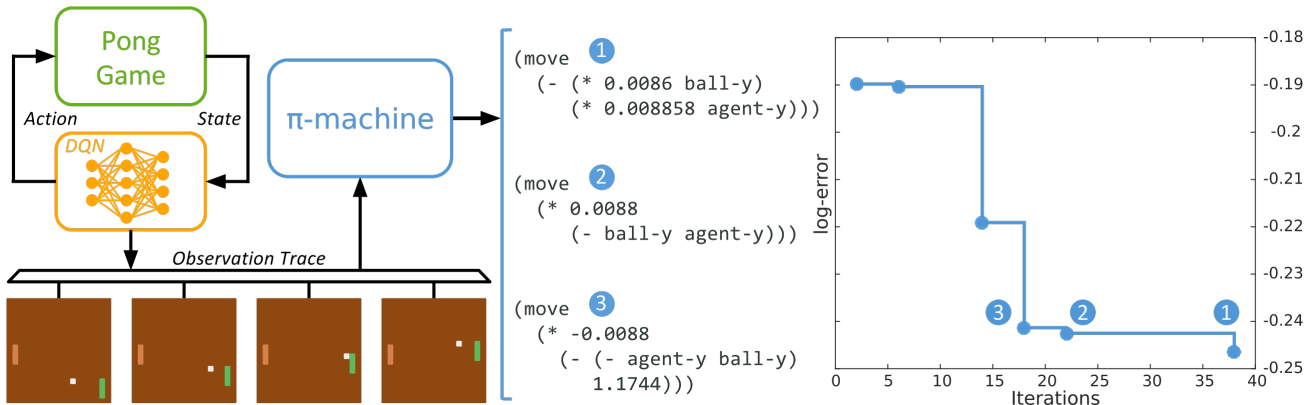 Pong
Game
Action
State
DQN
Observation Trace
π-machine
1
(move
(- (* 0.0086 ball-y)
(* 0.008858 agent-y)))
2
(move
(* 0.0088
(- ball-y agent-y)))
3
(move
(* -0.0088
(- (- agent-y ball-y)
1.1744)))
log-error
-0.18
-0.19
-0.2
-0.21
-0.22
-0.23
-0.24
-0.25
3
2
1
0 5 10 15 20 25 30 35 40
Iterations